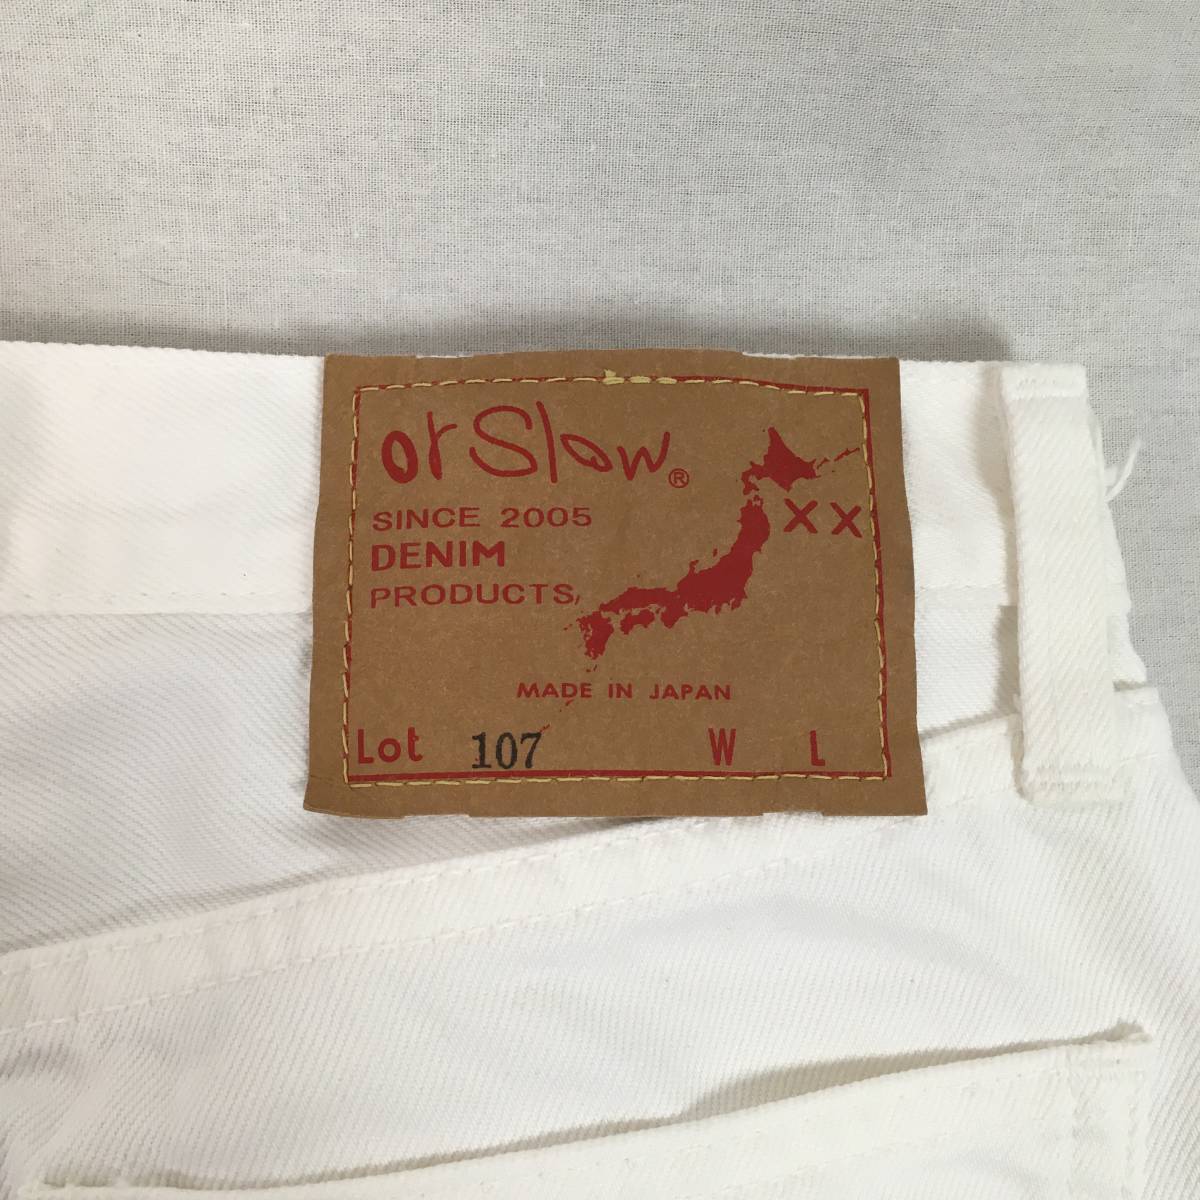 orSlow®
SINCE 2005
DENIM
PRODUCTS,
XX
MADE IN JAPAN
Lot 107 W L